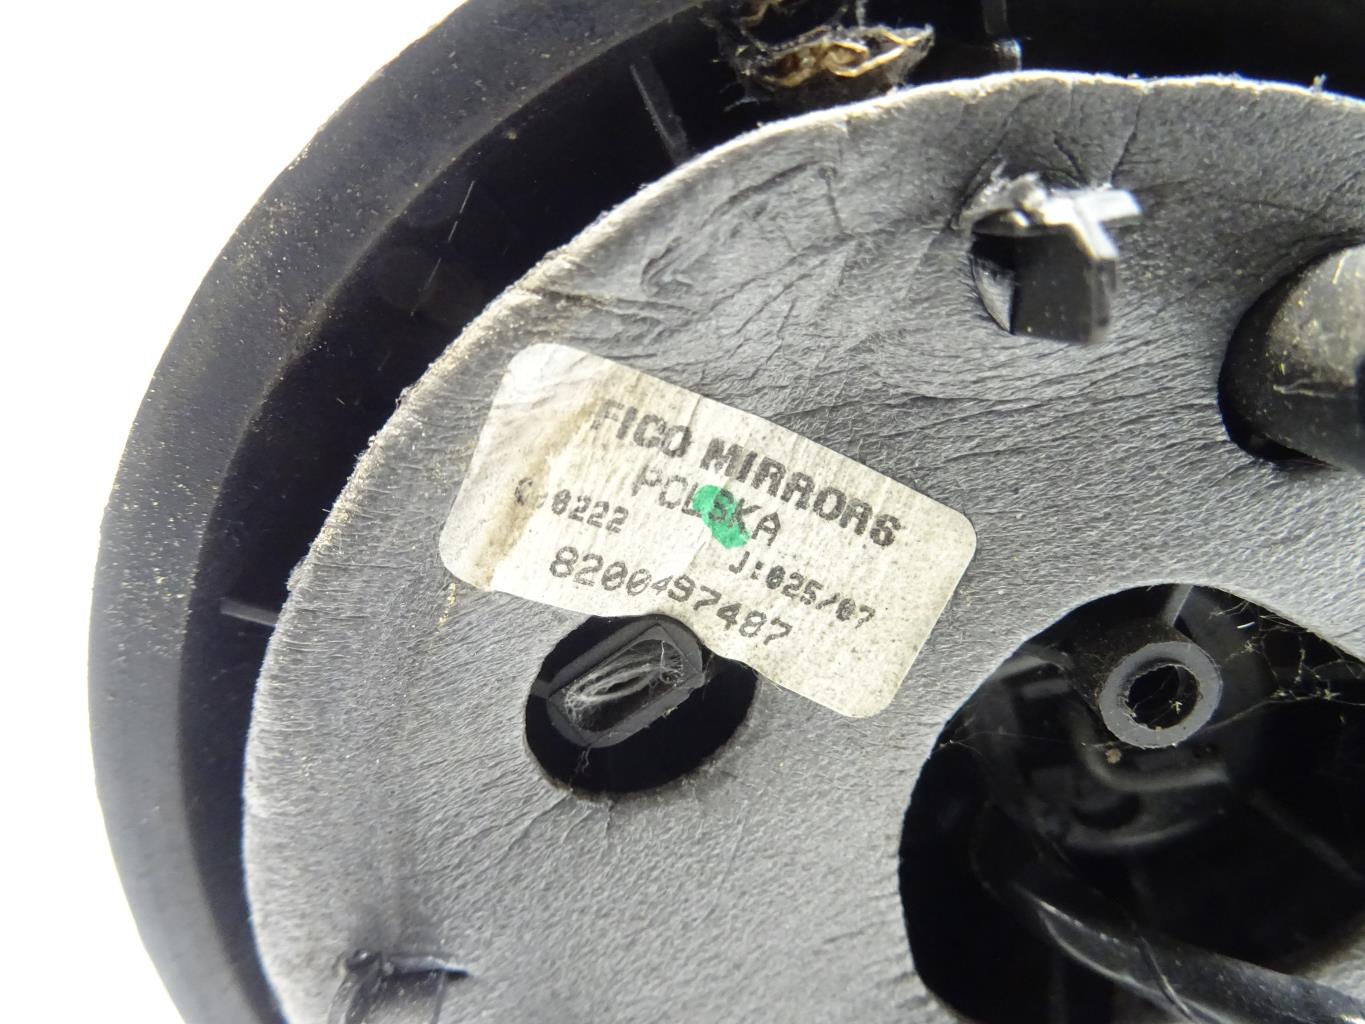 FICO MIRRORS
POLSKA
0222 J:025/07
8200497487